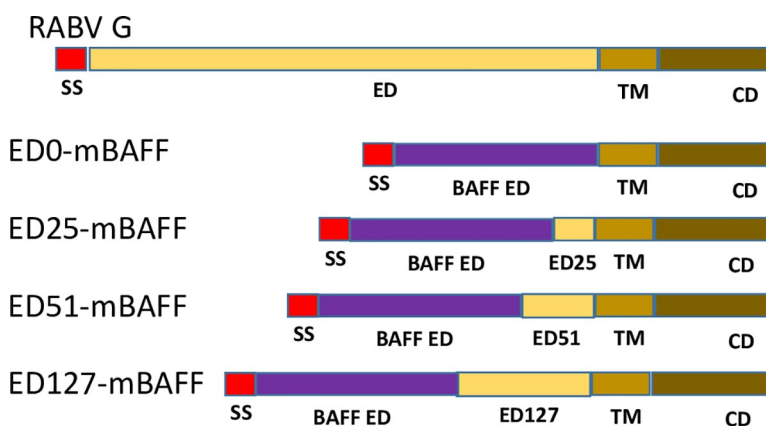 RABV G
SS ED TM CD
ED0-mBAFF
SS BAFF ED TM CD
ED25-mBAFF
SS BAFF ED ED25 TM CD
ED51-mBAFF
SS BAFF ED ED51 TM CD
ED127-mBAFF
SS BAFF ED ED127 TM CD